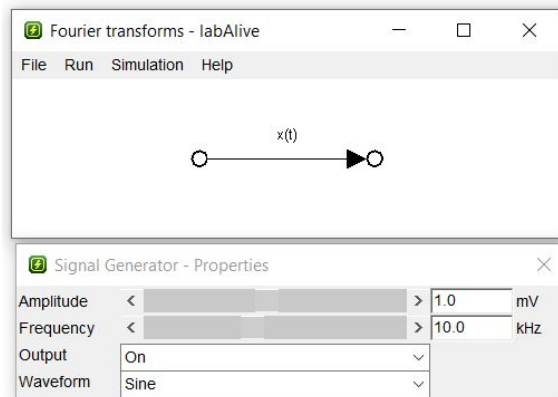 Fourier transforms - labAlive
File Run Simulation Help
x(t)
Signal Generator - Properties
Amplitude < > 1.0 mV
Frequency < > 10.0 kHz
Output On
Waveform Sine